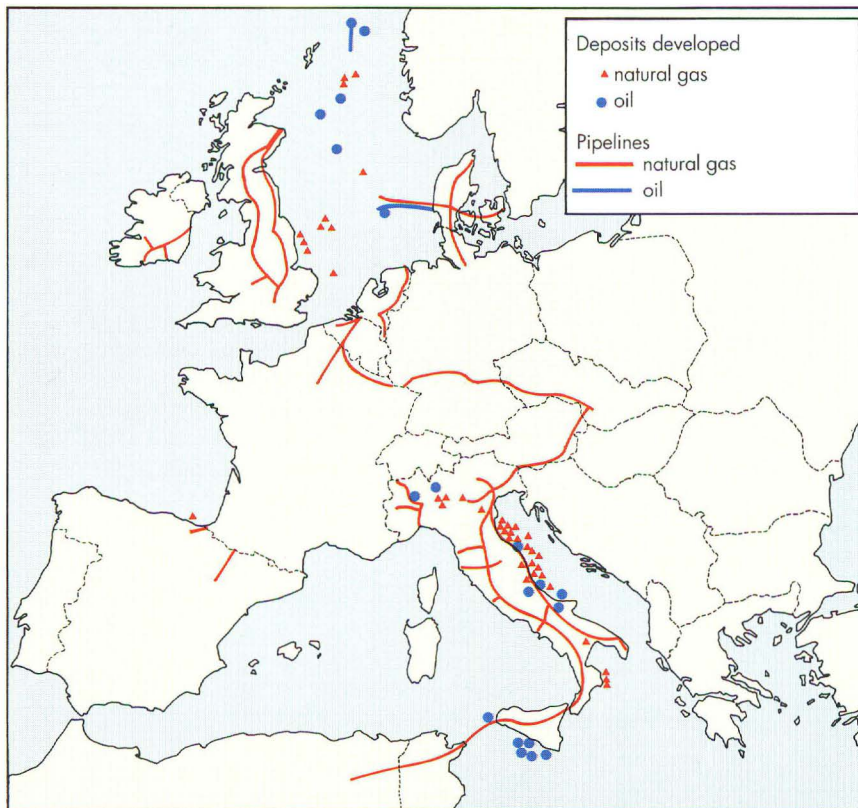 Deposits developed
natural gas
oil
Pipelines
natural gas
oil